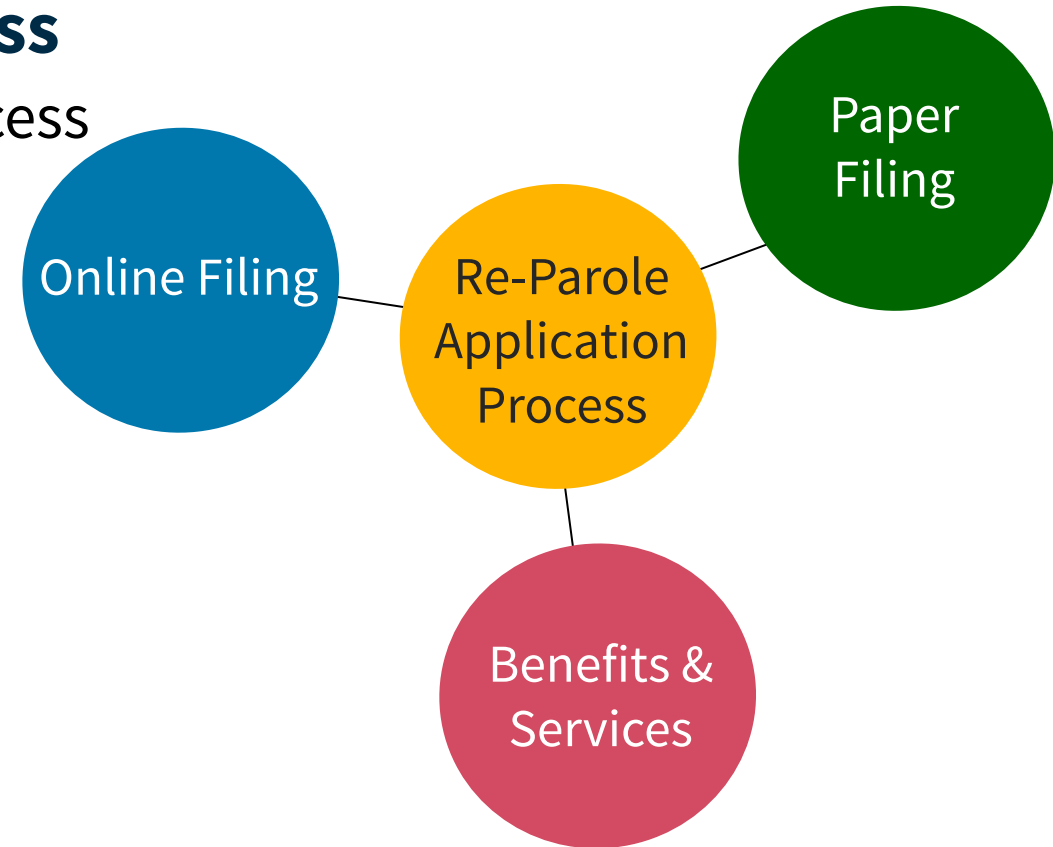 ss
cess
Online Filing
Re-Parole
Application
Process
Paper
Filing
Benefits &
Services